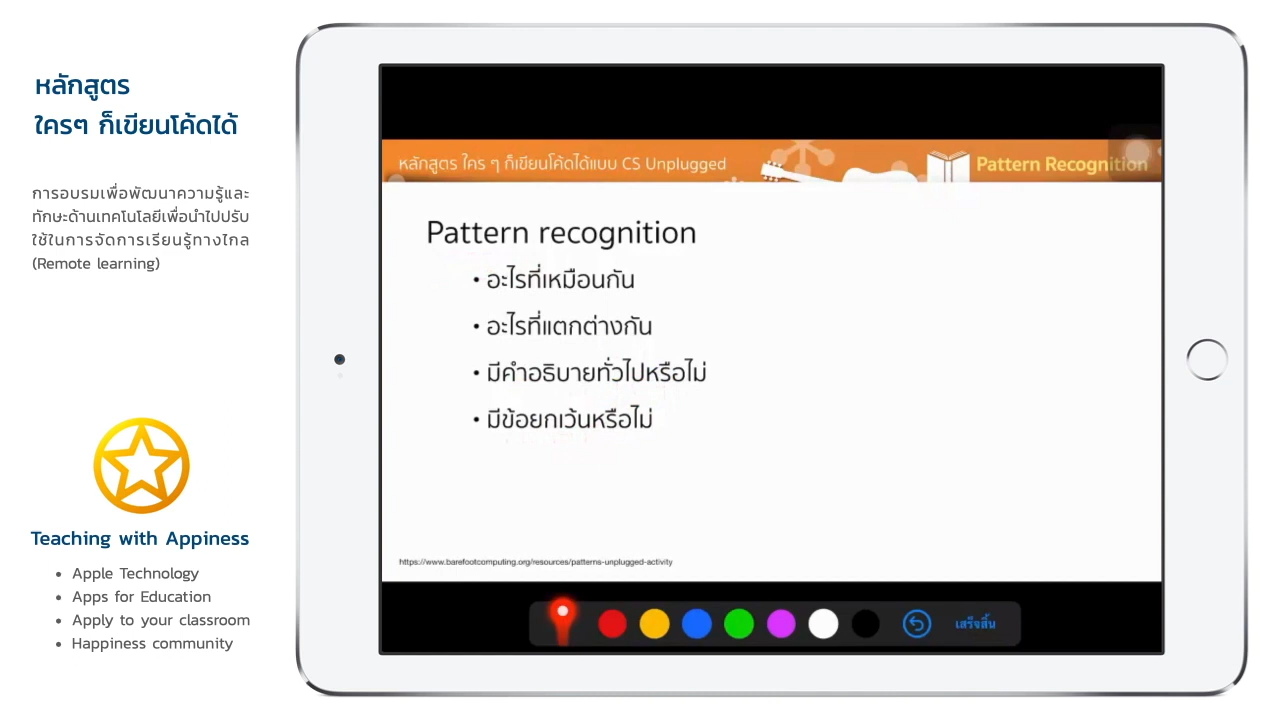 หลักสูตร
ใครๆ ก็เขียนโค้ดได้
การอบรมเพื่อพัฒนาความรู้และ
ทักษะด้านเทคโนโลยีเพื่อนำไปปรับ
ใช้ในการจัดการเรียนรู้ทางไกล
(Remote learning)
Teaching with Appiness
• Apple Technology
• Apps for Education
• Apply to your classroom
• Happiness community
หลักสูตร ใคร ๆ ก็เขียนโค้ดได้แบบ CS Unplugged
Pattern Recognition
Pattern recognition
• อะไรที่เหมือนกัน
• อะไรที่แตกต่างกัน
• มีคำอธิบายทั่วไปหรือไม่
• มีข้อยกเว้นหรือไม่
https://www.barefootcomputing.org/resources/patterns-unplugged-activity
เสร็จสิ้น